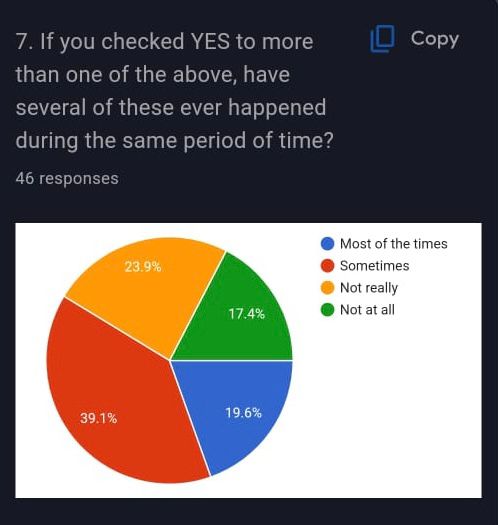 7. If you checked YES to more
than one of the above, have
several of these ever happened
during the same period of time?
Copy
46 responses
23.9%
17.4%
39.1%
19.6%
Most of the times
Sometimes
Not really
Not at all